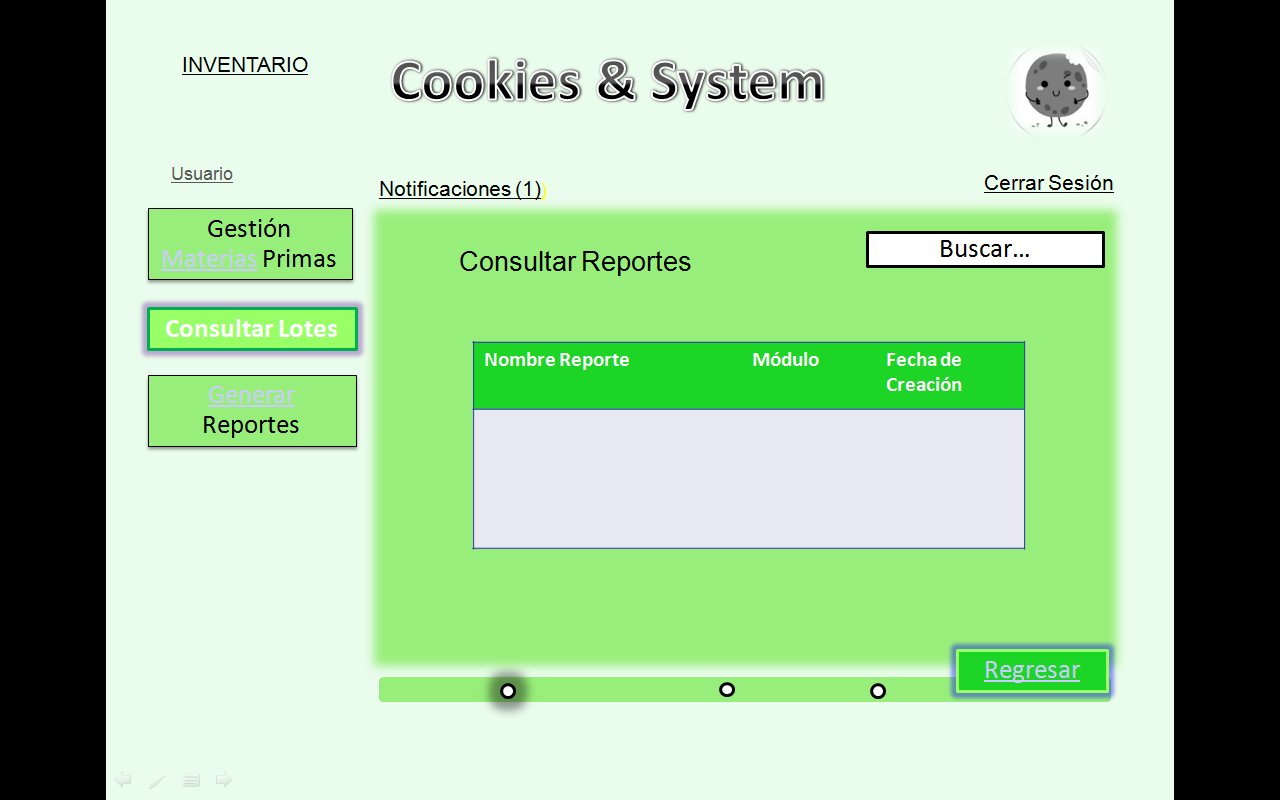 INVENTARIO
Cookies & System
Usuario
Notificaciones (1)
Cerrar Sesión
Gestión
Materias Primas
Consultar Lotes
Generar
Reportes
Consultar Reportes
Buscar...
Nombre Reporte
Módulo
Fecha de
Creación
Regresar